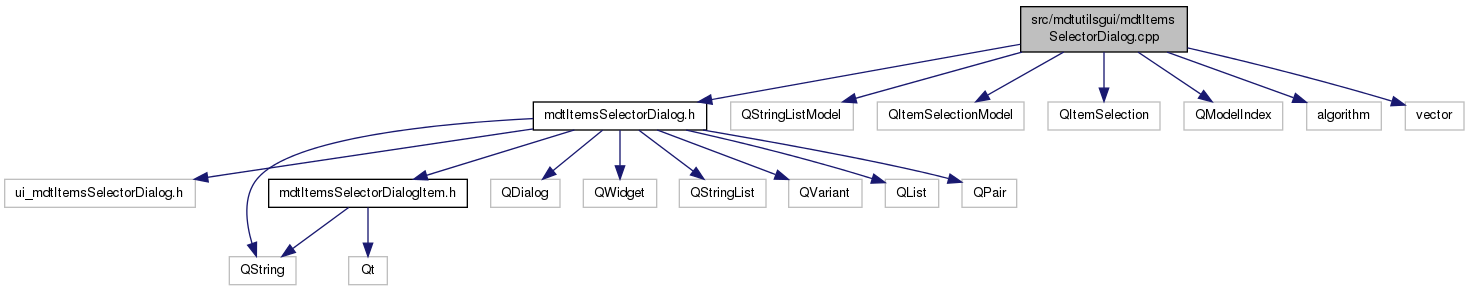 src/mdtutilsgui/mdtItems
SelectorDialog.cpp
mdtItemsSelectorDialog.h
QStringListModel
QItemSelectionModel
QItemSelection
QModelIndex
algorithm
vector
ui_mdtItemsSelectorDialog.h
mdtItemsSelectorDialogItem.h
QDialog
QWidget
QStringList
QVariant
QList
QPair
QString
Qt